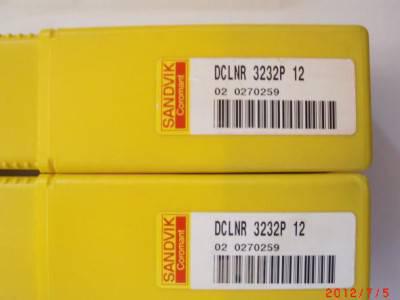 SANDVIK
Coromant
DCLNR 3232P 12
02 0270259
SANDVIK
Coromant
DCLNR 3232P 12
02 0270259
2012/7/5